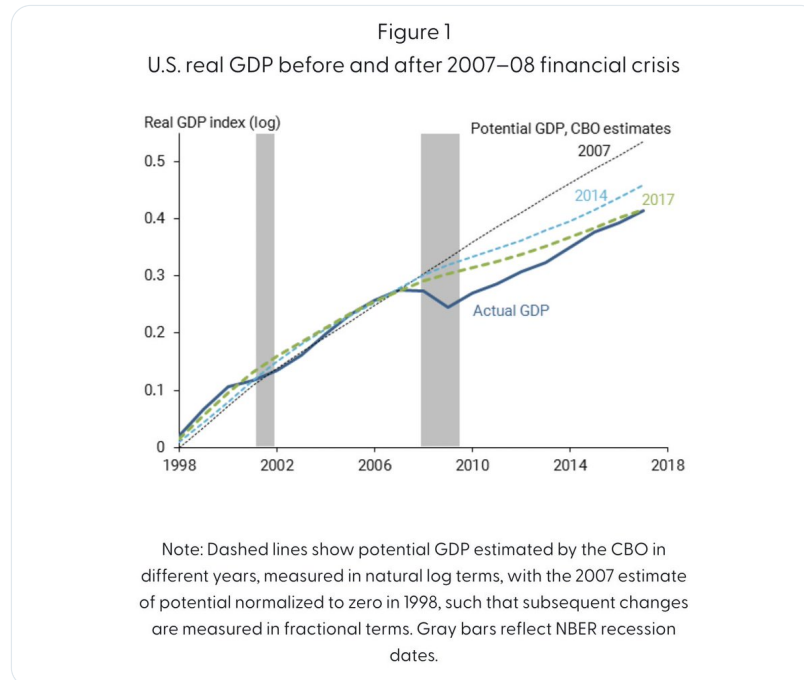 Figure 1
U.S. real GDP before and after 2007–08 financial crisis
Real GDP index (log)
Potential GDP, CBO estimates
2007
0.5
2014
2017
0.4
0.3
Actual GDP
0.2
0.1
0
1998
2002
2006
2010
2014
2018
Note: Dashed lines show potential GDP estimated by the CBO in
different years, measured in natural log terms, with the 2007 estimate
of potential normalized to zero in 1998, such that subsequent changes
are measured in fractional terms. Gray bars reflect NBER recession
dates.